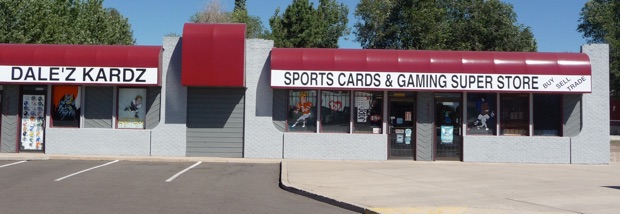 DALE'Z KARDZ
SPORTS CARDS & GAMING SUPER STORE
BUY SELL TRADE